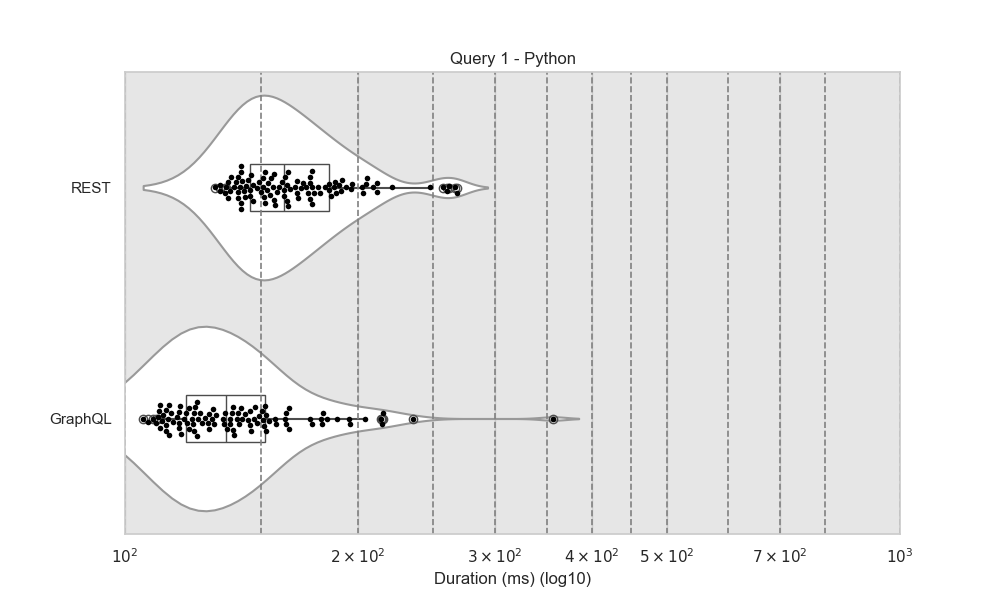 Query 1 - Python
REST
GraphQL
10² 2 × 10² 3 × 10² 4 × 10² 5 × 10² 7 × 10² 10³
Duration (ms) (log10)